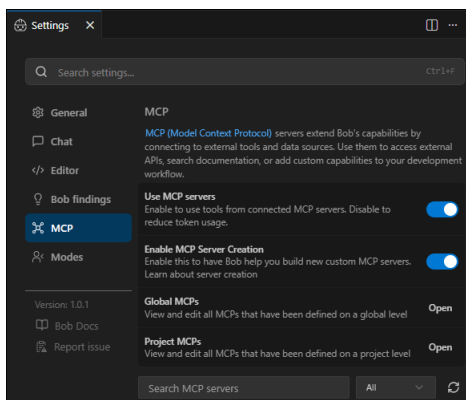 Settings
Search settings...
Ctrl+F
General
Chat
Editor
Bob findings
MCP
Modes
Version: 1.0.1
Bob Docs
Report issue
MCP
MCP (Model Context Protocol) servers extend Bob's capabilities by
connecting to external tools and data sources. Use them to access external
APIs, search documentation, or add custom capabilities to your development
workflow.
Use MCP servers
Enable to use tools from connected MCP servers. Disable to
reduce token usage.
Enable MCP Server Creation
Enable this to have Bob help you build new custom MCP servers.
Learn about server creation
Global MCPs
View and edit all MCPs that have been defined on a global level
Open
Project MCPs
View and edit all MCPs that have been defined on a project level
Open
Search MCP servers
All